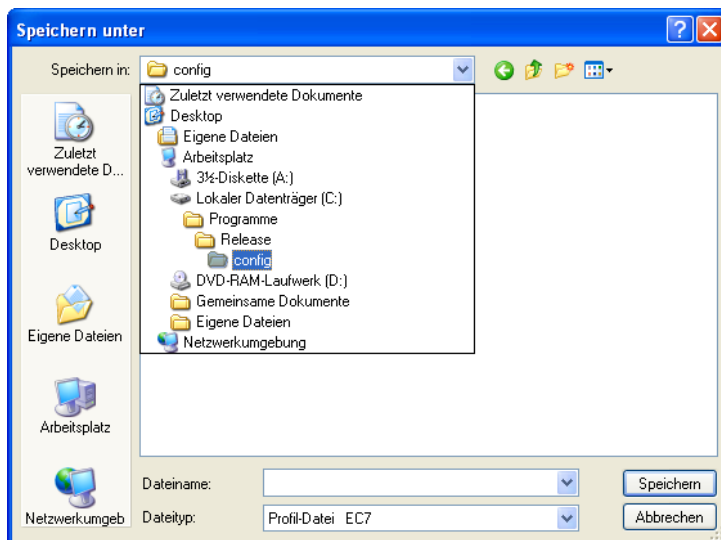 Speichern unter
Speichern in: config
Zuletzt verwendete Dokumente
Desktop
Eigene Dateien
Arbeitsplatz
3½-Diskette (A:)
Lokaler Datenträger (C:)
Programme
Release
config
DVD-RAM-Laufwerk (D:)
Gemeinsame Dokumente
Eigene Dateien
Netzwerkumgebung
Zuletzt
verwendete D...
Desktop
Eigene Dateien
Arbeitsplatz
Netzwerkumgeb
Dateiname: Speichern
Dateityp: Profil-Datei EC7 Abbrechen